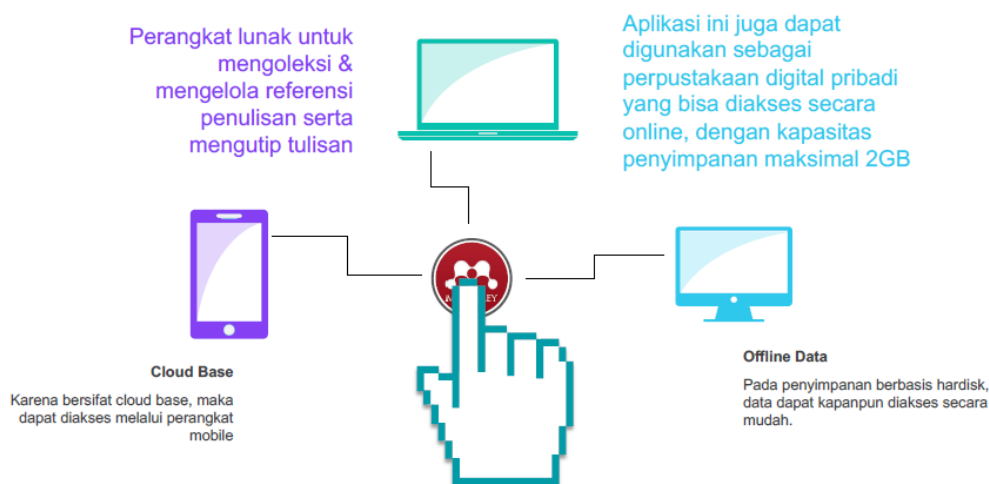 Perangkat lunak untuk
mengoleksi &
mengelola referensi
penulisan serta
mengutip tulisan
Aplikasi ini juga dapat
digunakan sebagai
perpustakaan digital pribadi
yang bisa diakses secara
online, dengan kapasitas
penyimpanan maksimal 2GB
Cloud Base
Karena bersifat cloud base, maka
dapat diakses melalui perangkat
mobile
Offline Data
Pada penyimpanan berbasis hardisk,
data dapat kapanpun diakses secara
mudah.